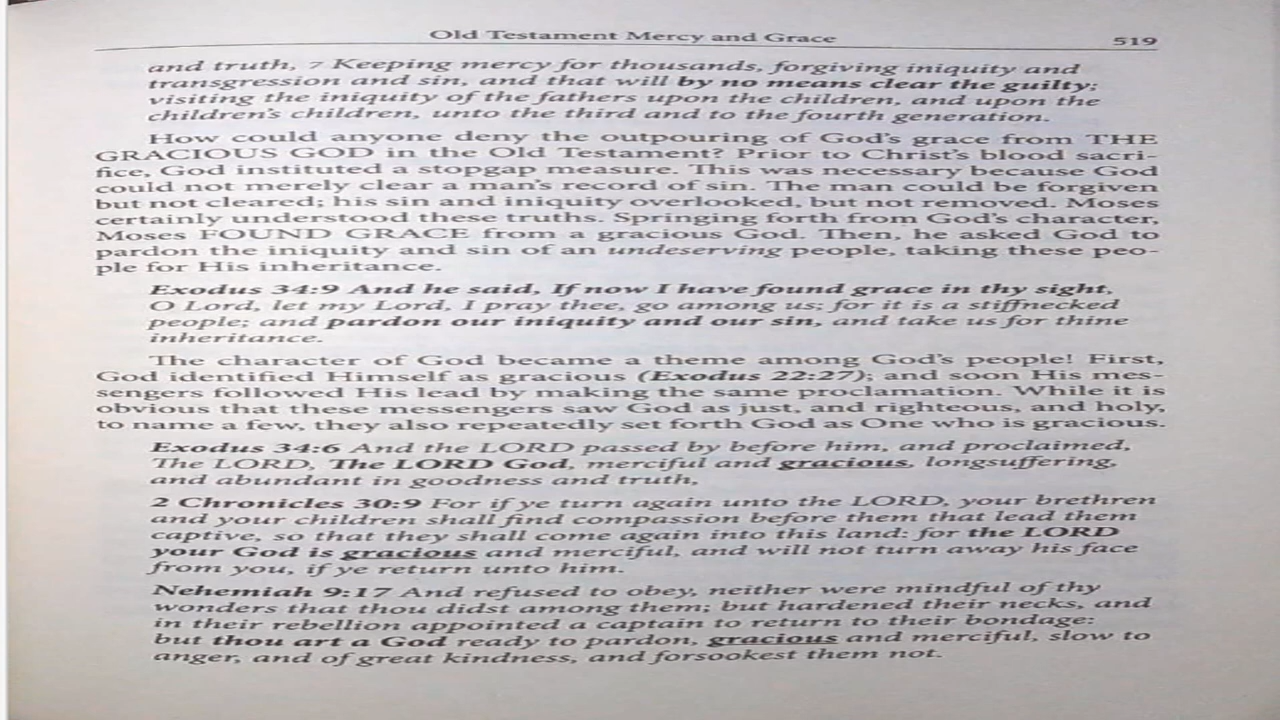 Old Testament Mercy and Grace 519
and truth, 7 Keeping mercy for thousands, forgiving iniquity and
transgression and sin, and that will by no means clear the guilty;
visiting the iniquity of the fathers upon the children, and upon the
children's children, unto the third and to the fourth generation.
How could anyone deny the outpouring of God's grace from THE
GRACIOUS GOD in the Old Testament? Prior to Christ's blood sacri-
fice, God instituted a stopgap measure. This was necessary because God
could not merely clear a man's record of sin. The man could be forgiven
but not cleared; his sin and iniquity overlooked, but not removed. Moses
certainly understood these truths. Springing forth from God's character,
Moses FOUND GRACE from a gracious God. Then, he asked God to
pardon the iniquity and sin of an undeserving people, taking these peo-
ple for His inheritance.
Exodus 34:9 And he said, If now I have found grace in thy sight,
O Lord, let my Lord, I pray thee, go among us; for it is a stiffnecked
people; and pardon our iniquity and our sin, and take us for thine
inheritance.
The character of God became a theme among God's people! First,
God identified Himself as gracious (Exodus 22:27); and soon His mes-
sengers followed His lead by making the same proclamation. While it is
obvious that these messengers saw God as just, and righteous, and holy,
to name a few, they also repeatedly set forth God as One who is gracious.
Exodus 34:6 And the LORD passed by before him, and proclaimed,
The LORD, The LORD God, merciful and gracious, longsuffering,
and abundant in goodness and truth,
2 Chronicles 30:9 For if ye turn again unto the LORD, your brethren
and your children shall find compassion before them that lead them
captive, so that they shall come again into this land: for the LORD
your God is gracious and merciful, and will not turn away his face
from you, if ye return unto him.
Nehemiah 9:17 And refused to obey, neither were mindful of thy
wonders that thou didst among them; but hardened their necks, and
in their rebellion appointed a captain to return to their bondage:
but thou art a God ready to pardon, gracious and merciful, slow to
anger, and of great kindness, and forsookest them not.